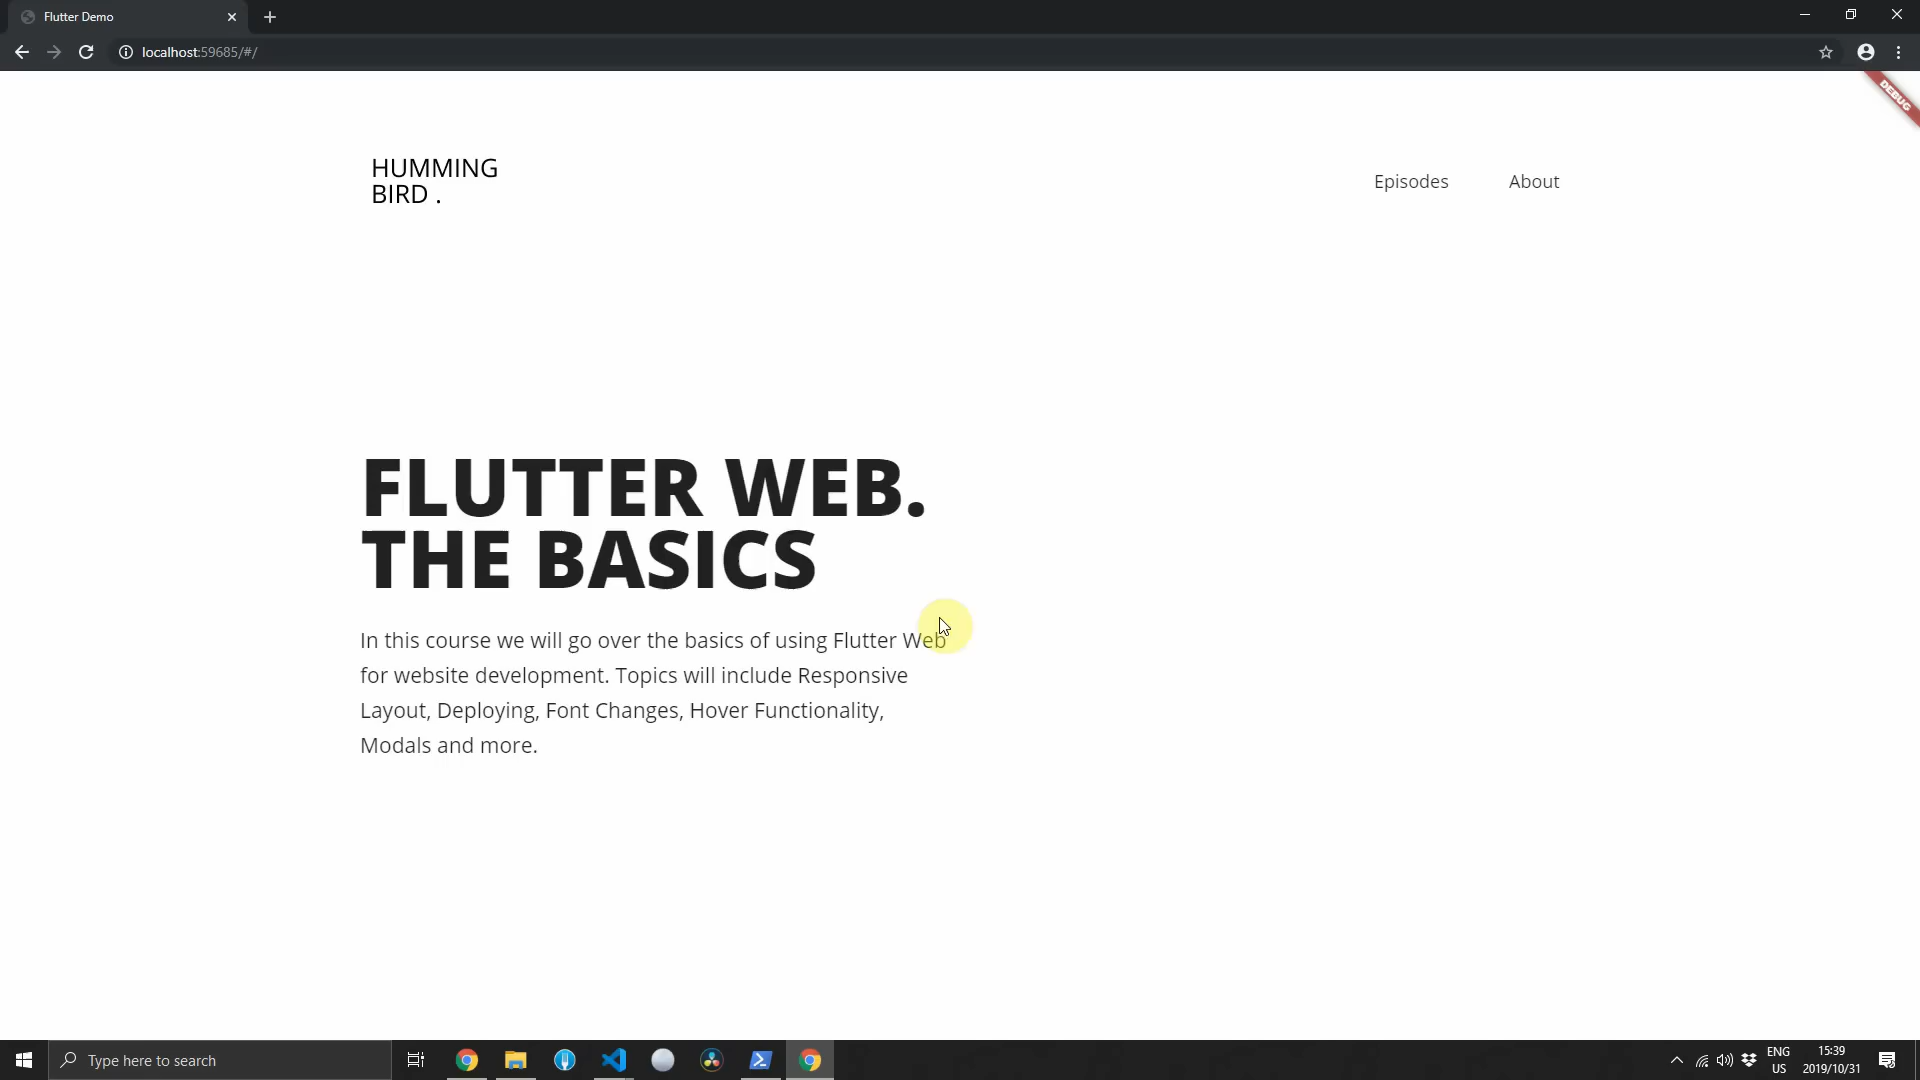 Flutter Demo
localhost:59685/#/
DEBUG
HUMMING
BIRD .
Episodes
About
FLUTTER WEB.
THE BASICS
In this course we will go over the basics of using Flutter Web
for website development. Topics will include Responsive
Layout, Deploying, Font Changes, Hover Functionality,
Modals and more.
Type here to search
ENG
US
15:39
2019/10/31